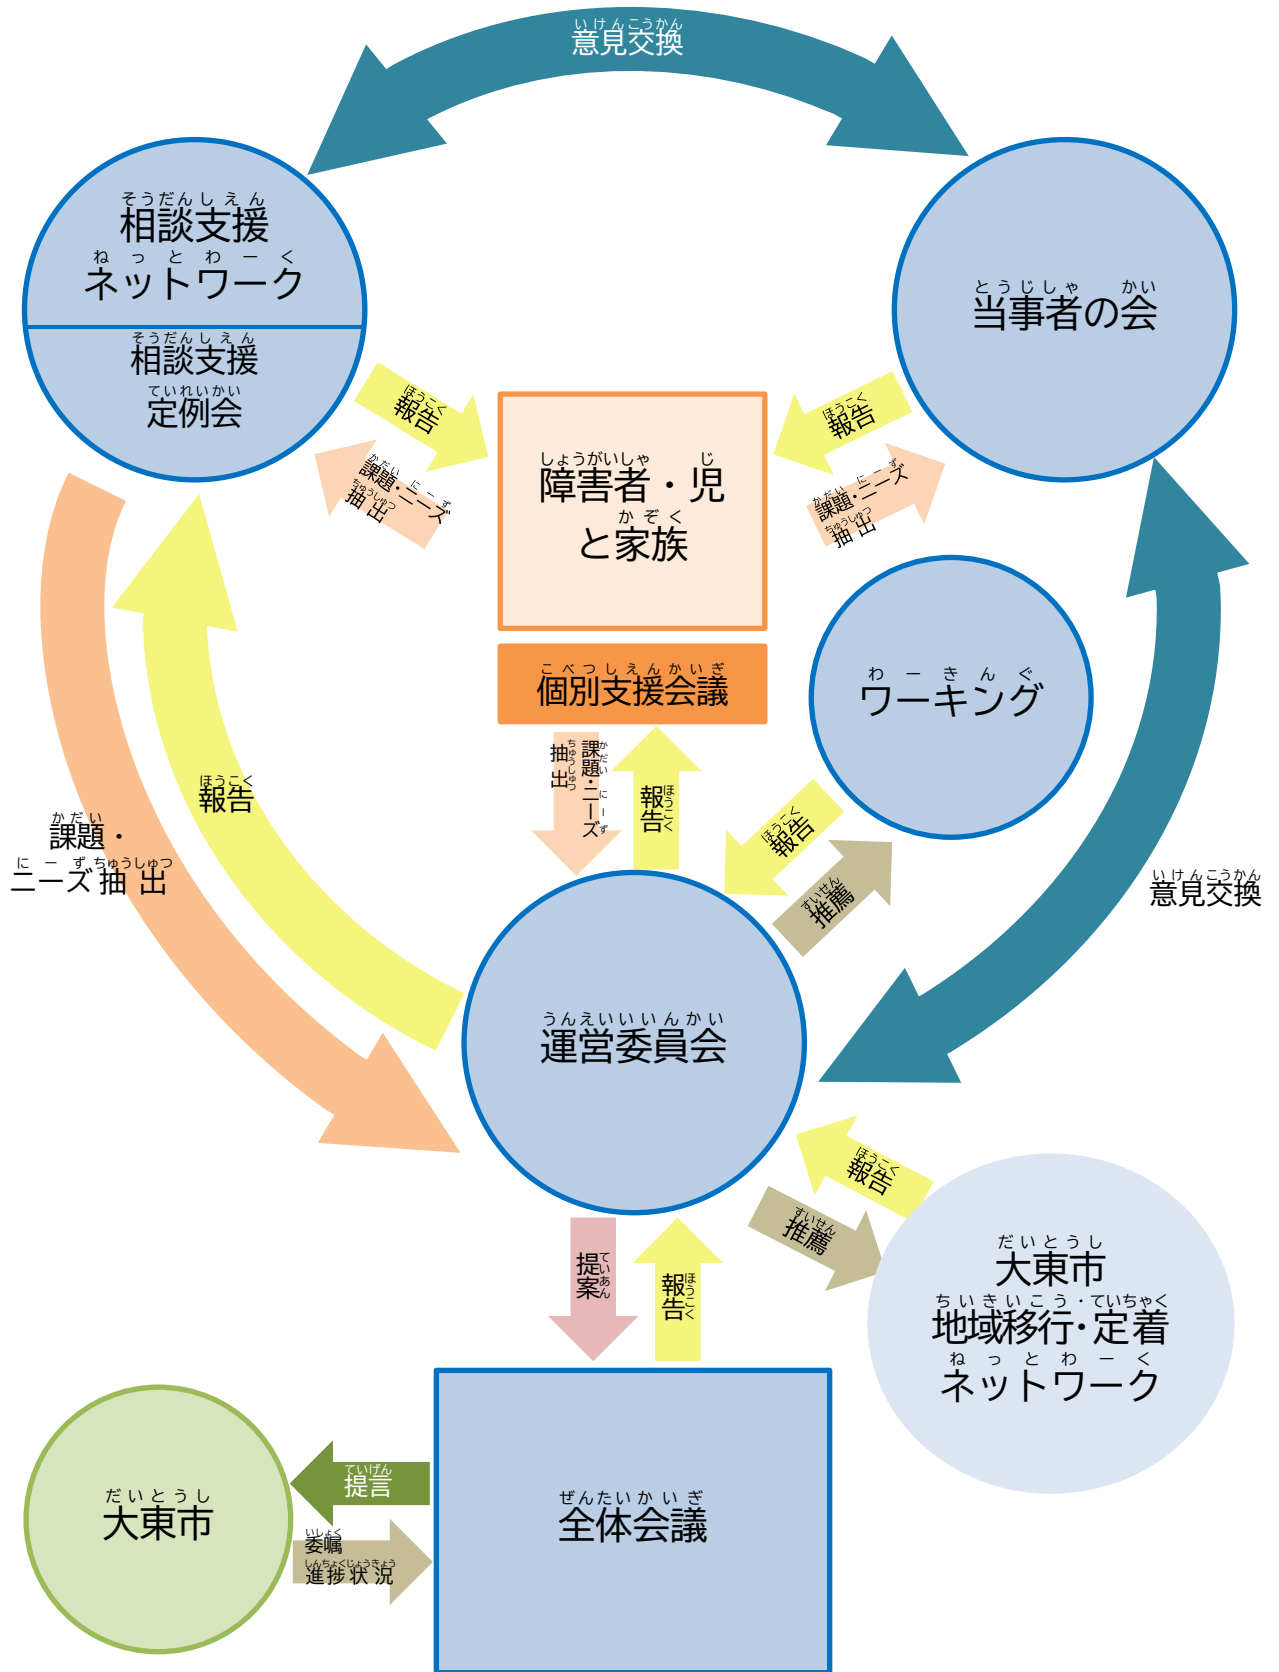 いけんこうかん
意見交換
そうだんしえん
相談支援
ねっとわーく
ネットワーク
そうだんしえん
相談支援
ていれいかい
定例会
とうじしゃ かい
当事者の会
ほうこく
報告
かだい にーず
課題・ニーズ
ちゅうしゅつ
抽出
しょうがいしゃ じ
障害者・児
かぞく
と家族
ほうこく
報告
かだい にーず
課題・ニーズ
ちゅうしゅつ
抽出
こべつしえんかいぎ
個別支援会議
わーきんぐ
ワーキング
かだい にーず
課題・ニーズ
ちゅうしゅつ
抽出
ほうこく
報告
ほうこく
報告
すいせん
推薦
ほうこく
報告
かだい
課題・
にーず ちゅうしゅつ
ニーズ抽出
いけんこうかん
意見交換
うんえいいいんかい
運営委員会
ほうこく
報告
すいせん
推薦
ていあん
提案
ほうこく
報告
だいとうし
大東市
ちいきいこう・ていちゃく
地域移行・定着
ねっとわーく
ネットワーク
だいとうし
大東市
ていげん
提言
いしょく
委嘱
しんちょくじょうきょう
進捗状況
ぜんたいかいぎ
全体会議